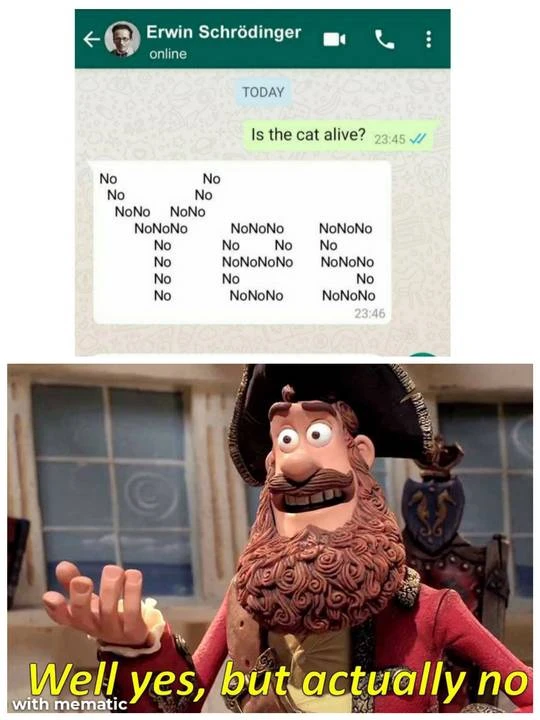 Erwin Schrödinger
online
TODAY
Is the cat alive? 23:45
No No
No No
NoNo NoNo
NoNoNo NoNoNo NoNoNo
No No No No
No NoNoNoNo NoNoNo
No No No
No NoNoNo NoNoNo
23:46
Well yes, but actually no
with mematic